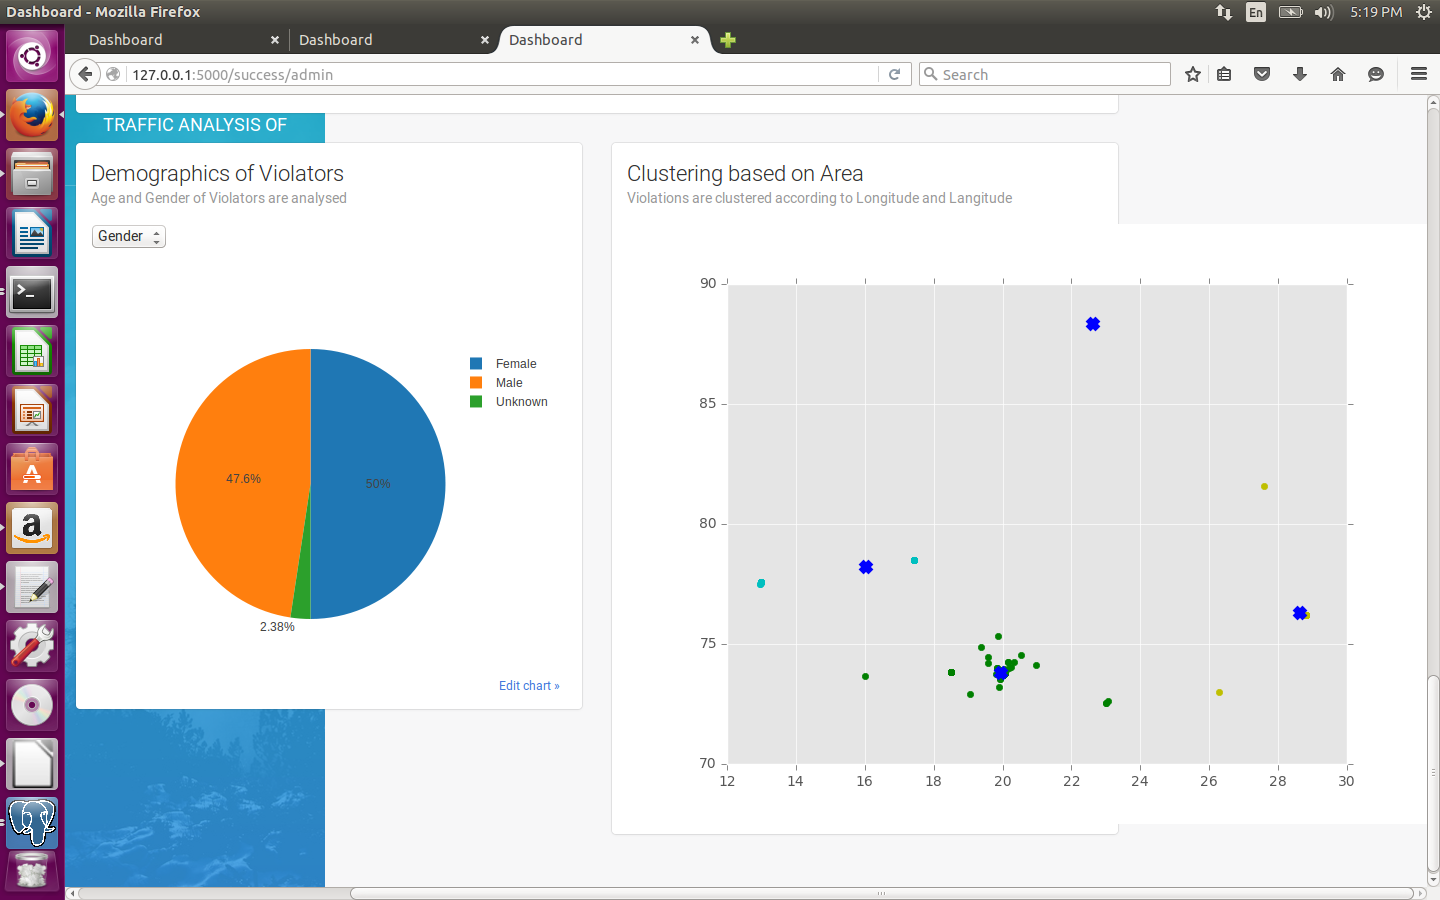 Dashboard - Mozilla Firefox
En
5:19 PM
Dashboard
Dashboard
Dashboard
127.0.0.1:5000/success/admin
Search
TRAFFIC ANALYSIS OF
Demographics of Violators
Age and Gender of Violators are analysed
Gender
Female
Male
Unknown
47.6%
50%
2.38%
Edit chart »
Clustering based on Area
Violations are clustered according to Longitude and Langitude
90
85
80
75
70
12 14 16 18 20 22 24 26 28 30